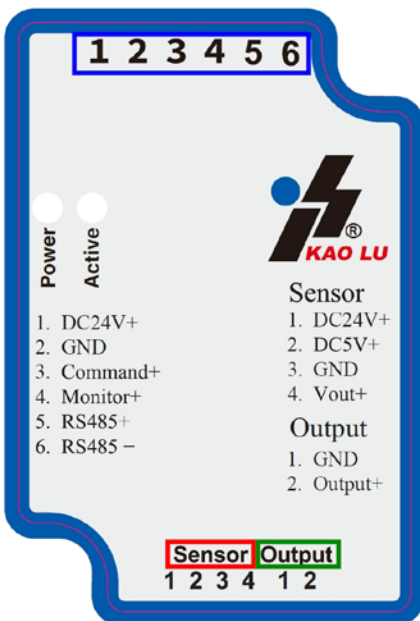 1 2 3 4 5 6
Power
Active
®
KAO LU
1. DC24V+
2. GND
3. Command+
4. Monitor+
5. RS485+
6. RS485 −
Sensor
1. DC24V+
2. DC5V+
3. GND
4. Vout+
Output
1. GND
2. Output+
Sensor Output
1 2 3 4 1 2